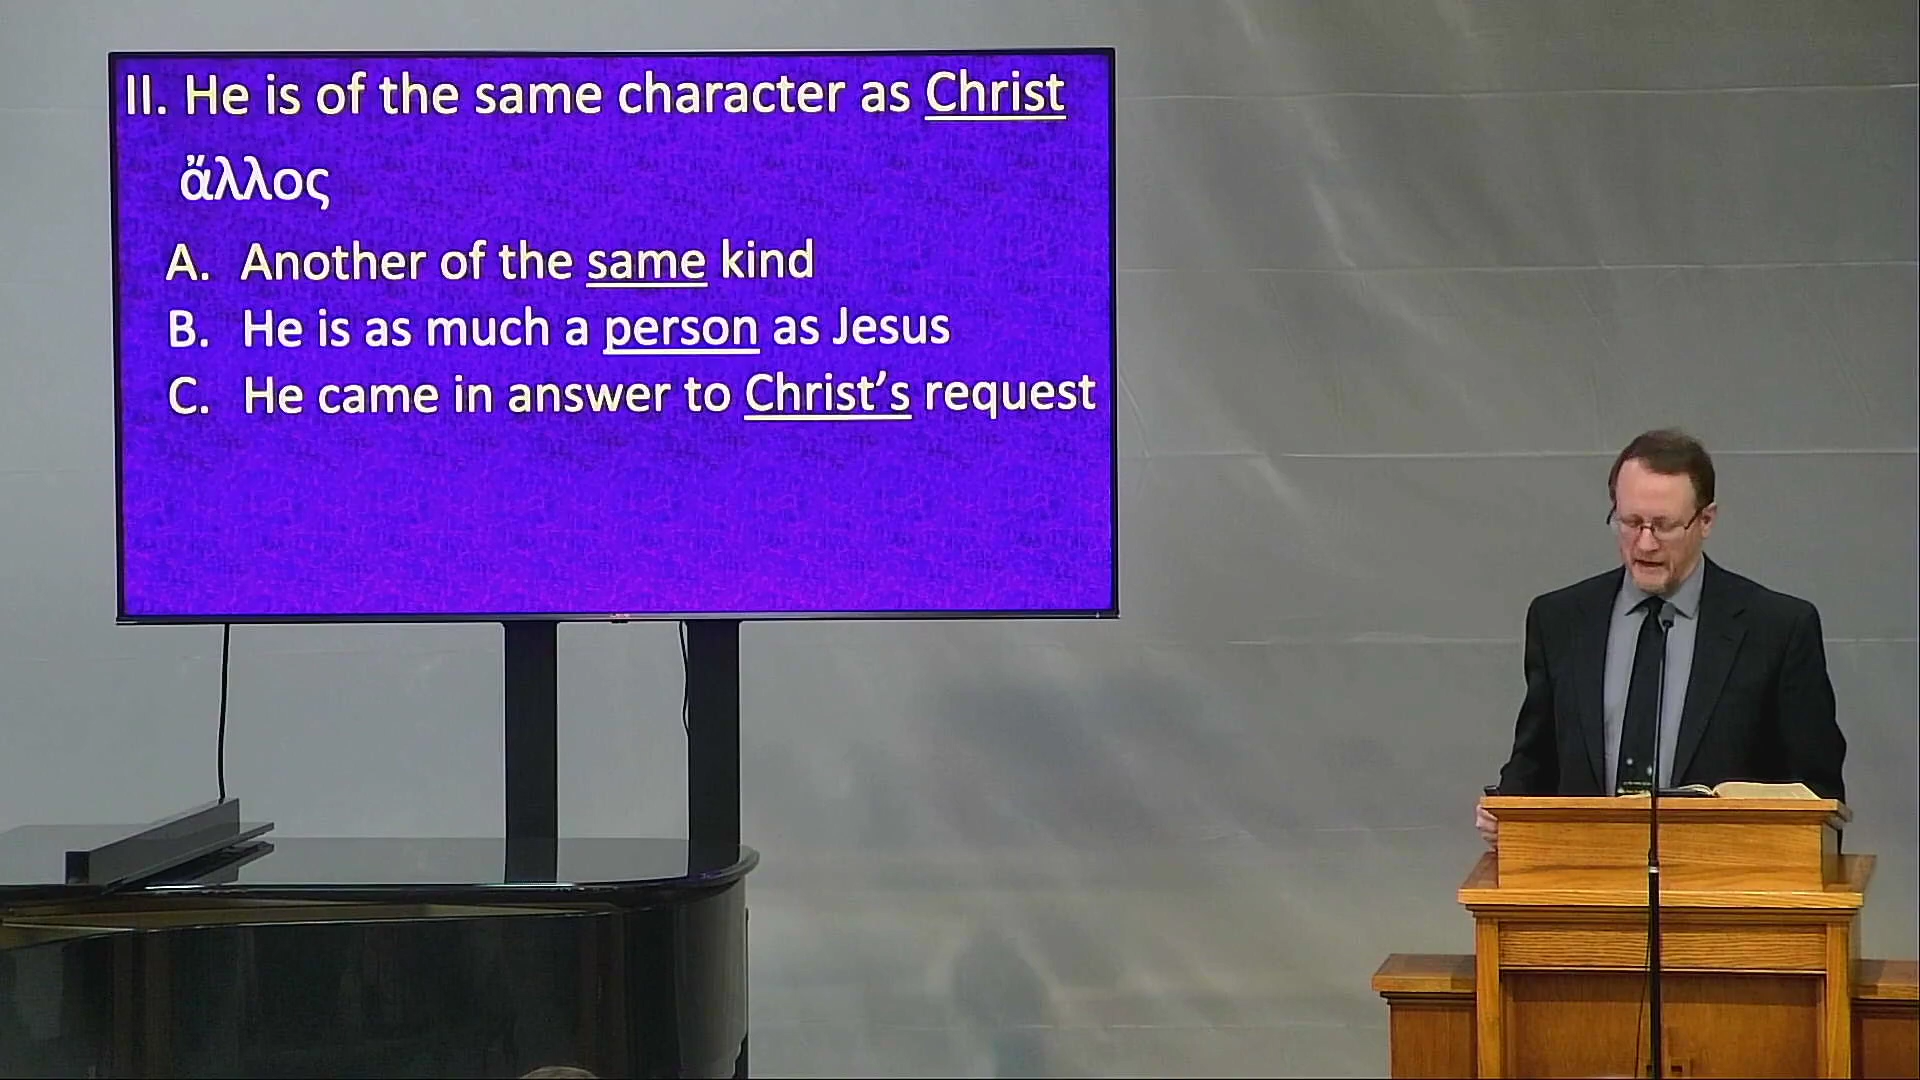 II. He is of the same character as Christ
ἄλλος
A. Another of the same kind
B. He is as much a person as Jesus
C. He came in answer to Christ’s request